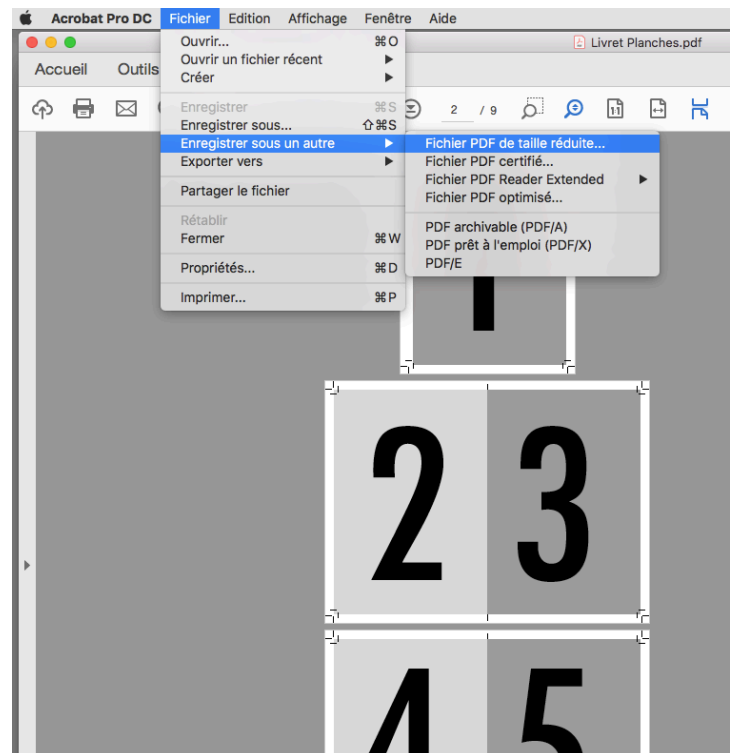 Acrobat Pro DC Fichier Edition Affichage Fenêtre Aide
Livret Planches.pdf
Accueil Outils
2 / 9
1:1
Ouvrir... ⌘O
Ouvrir un fichier récent ▶
Créer ▶
Enregistrer ⌘S
Enregistrer sous... ⇧⌘S
Enregistrer sous un autre ▶
Exporter vers ▶
Partager le fichier
Rétablir
Fermer ⌘W
Propriétés... ⌘D
Imprimer... ⌘P
Fichier PDF de taille réduite...
Fichier PDF certifié...
Fichier PDF Reader Extended ▶
Fichier PDF optimisé...
PDF archivable (PDF/A)
PDF prêt à l'emploi (PDF/X)
PDF/E
2 3
4 5